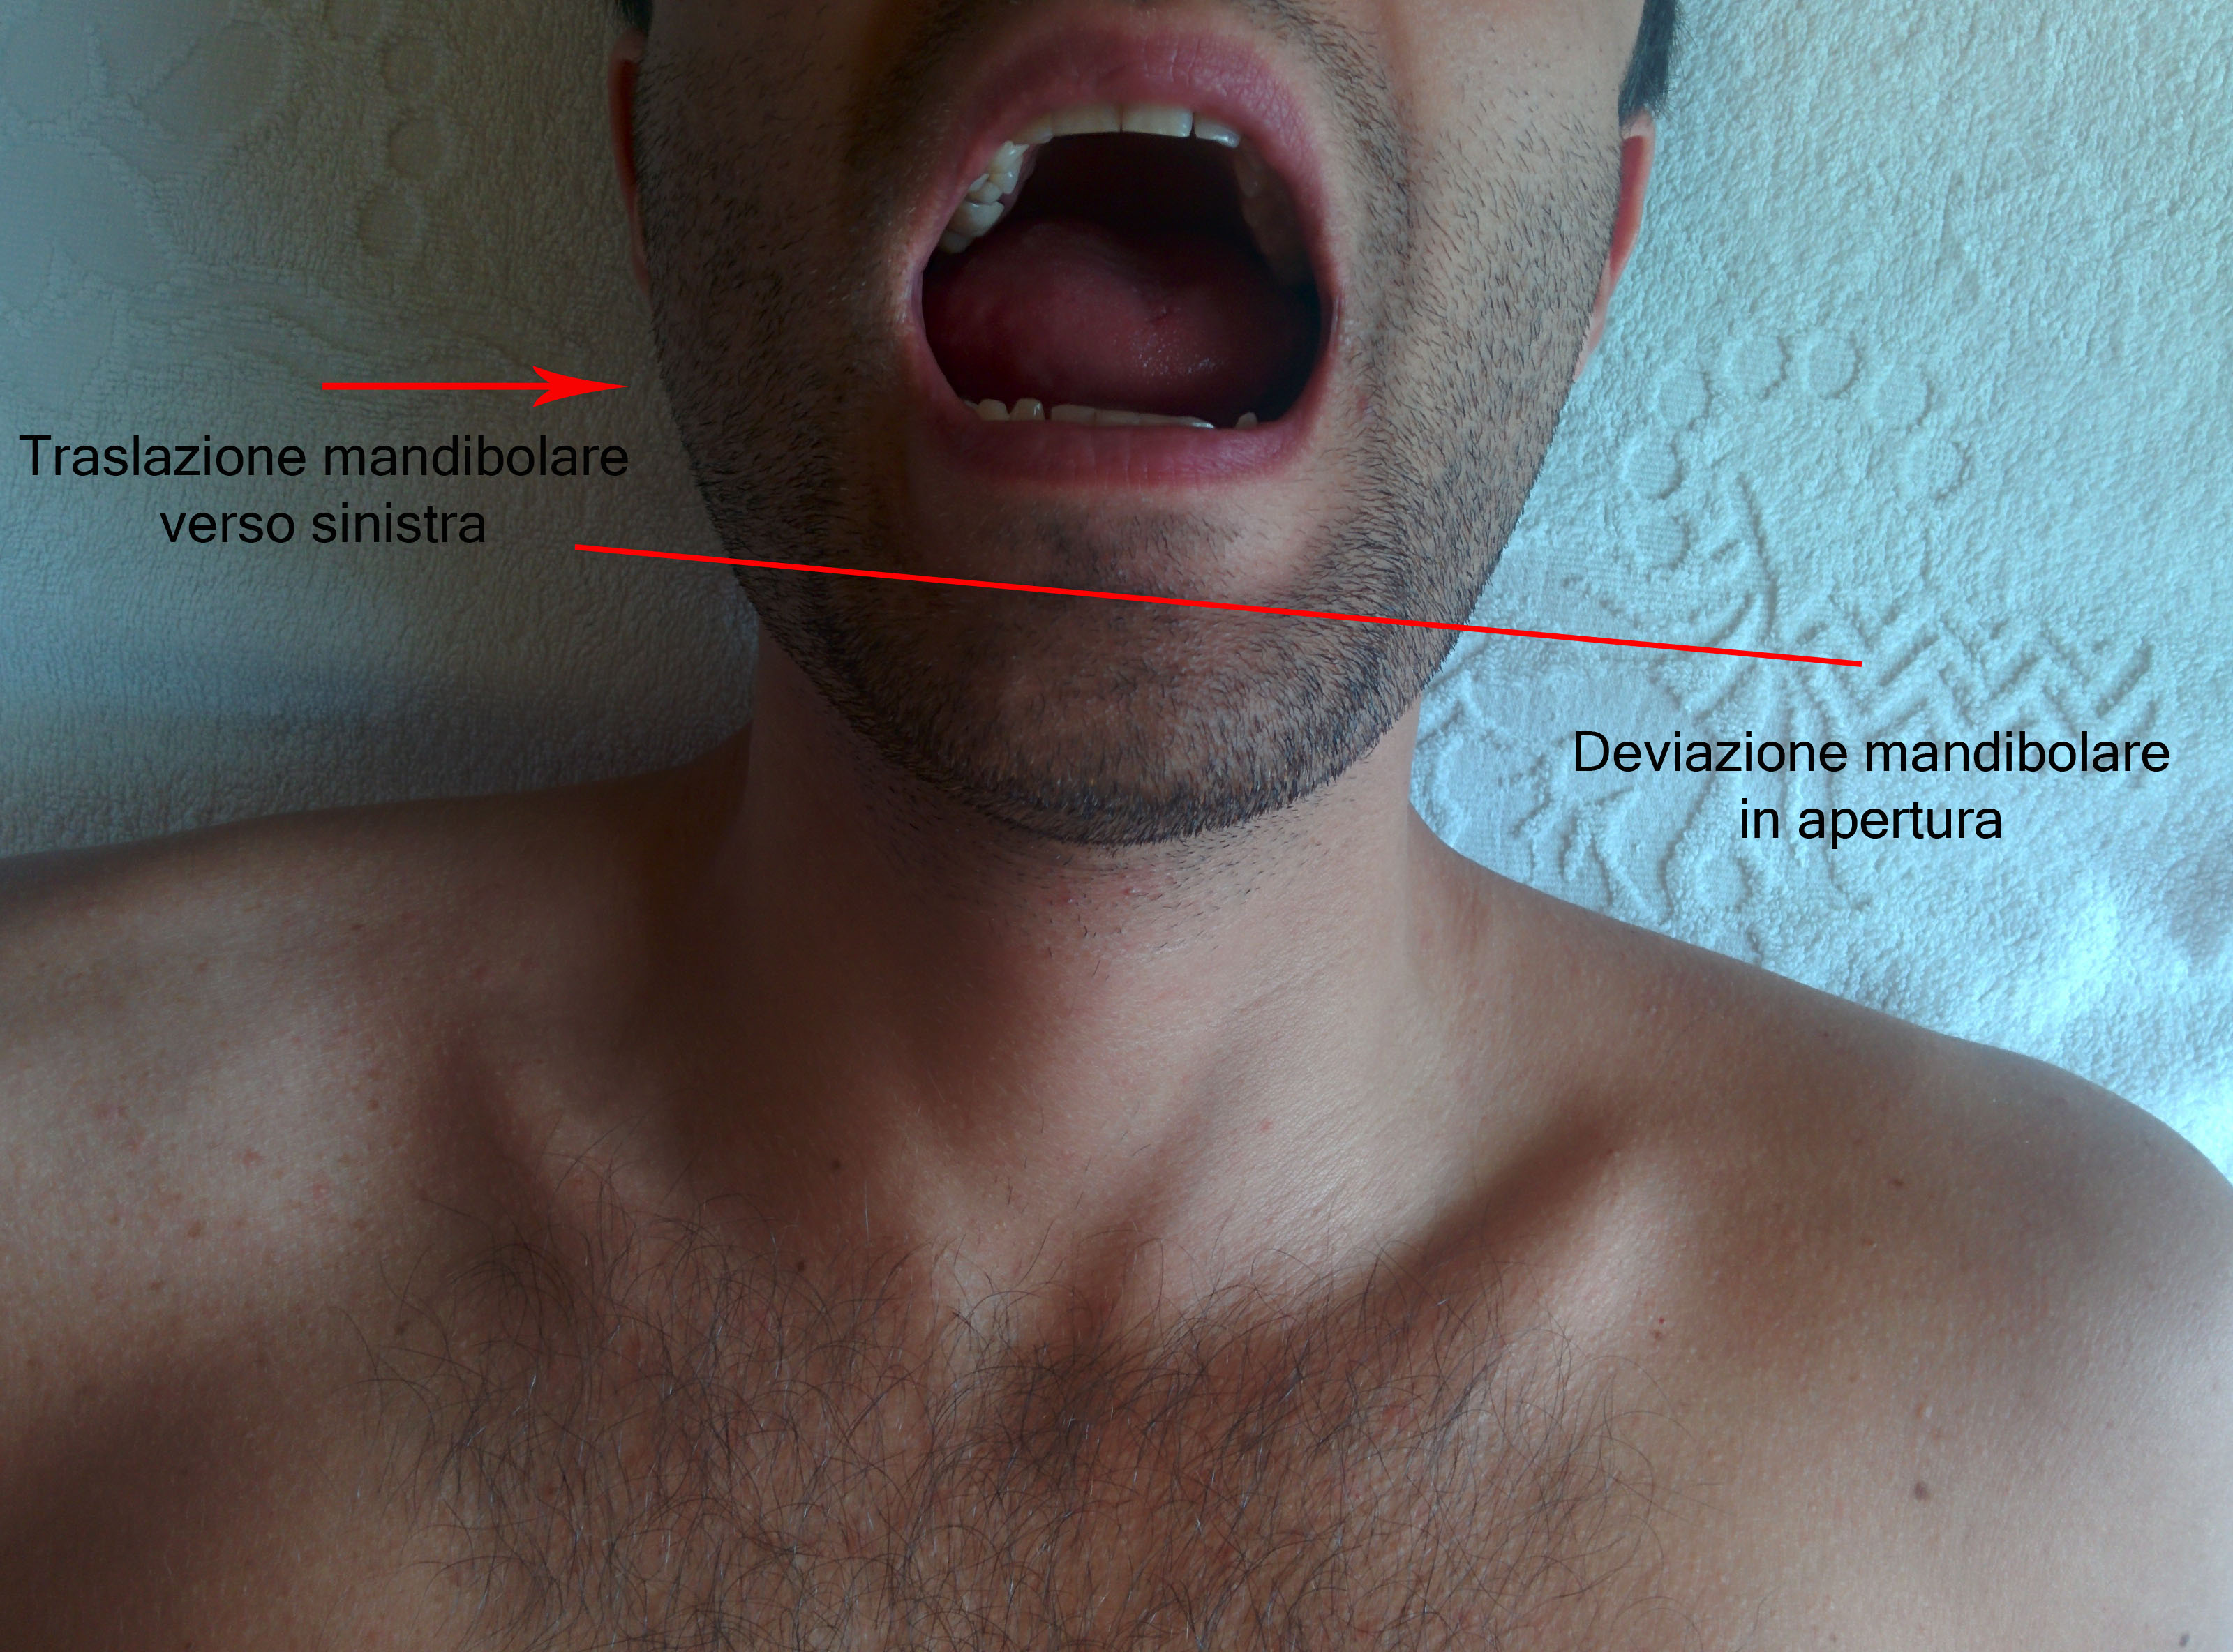 Traslazione mandibolare
verso sinistra
Deviazione mandibolare
in apertura